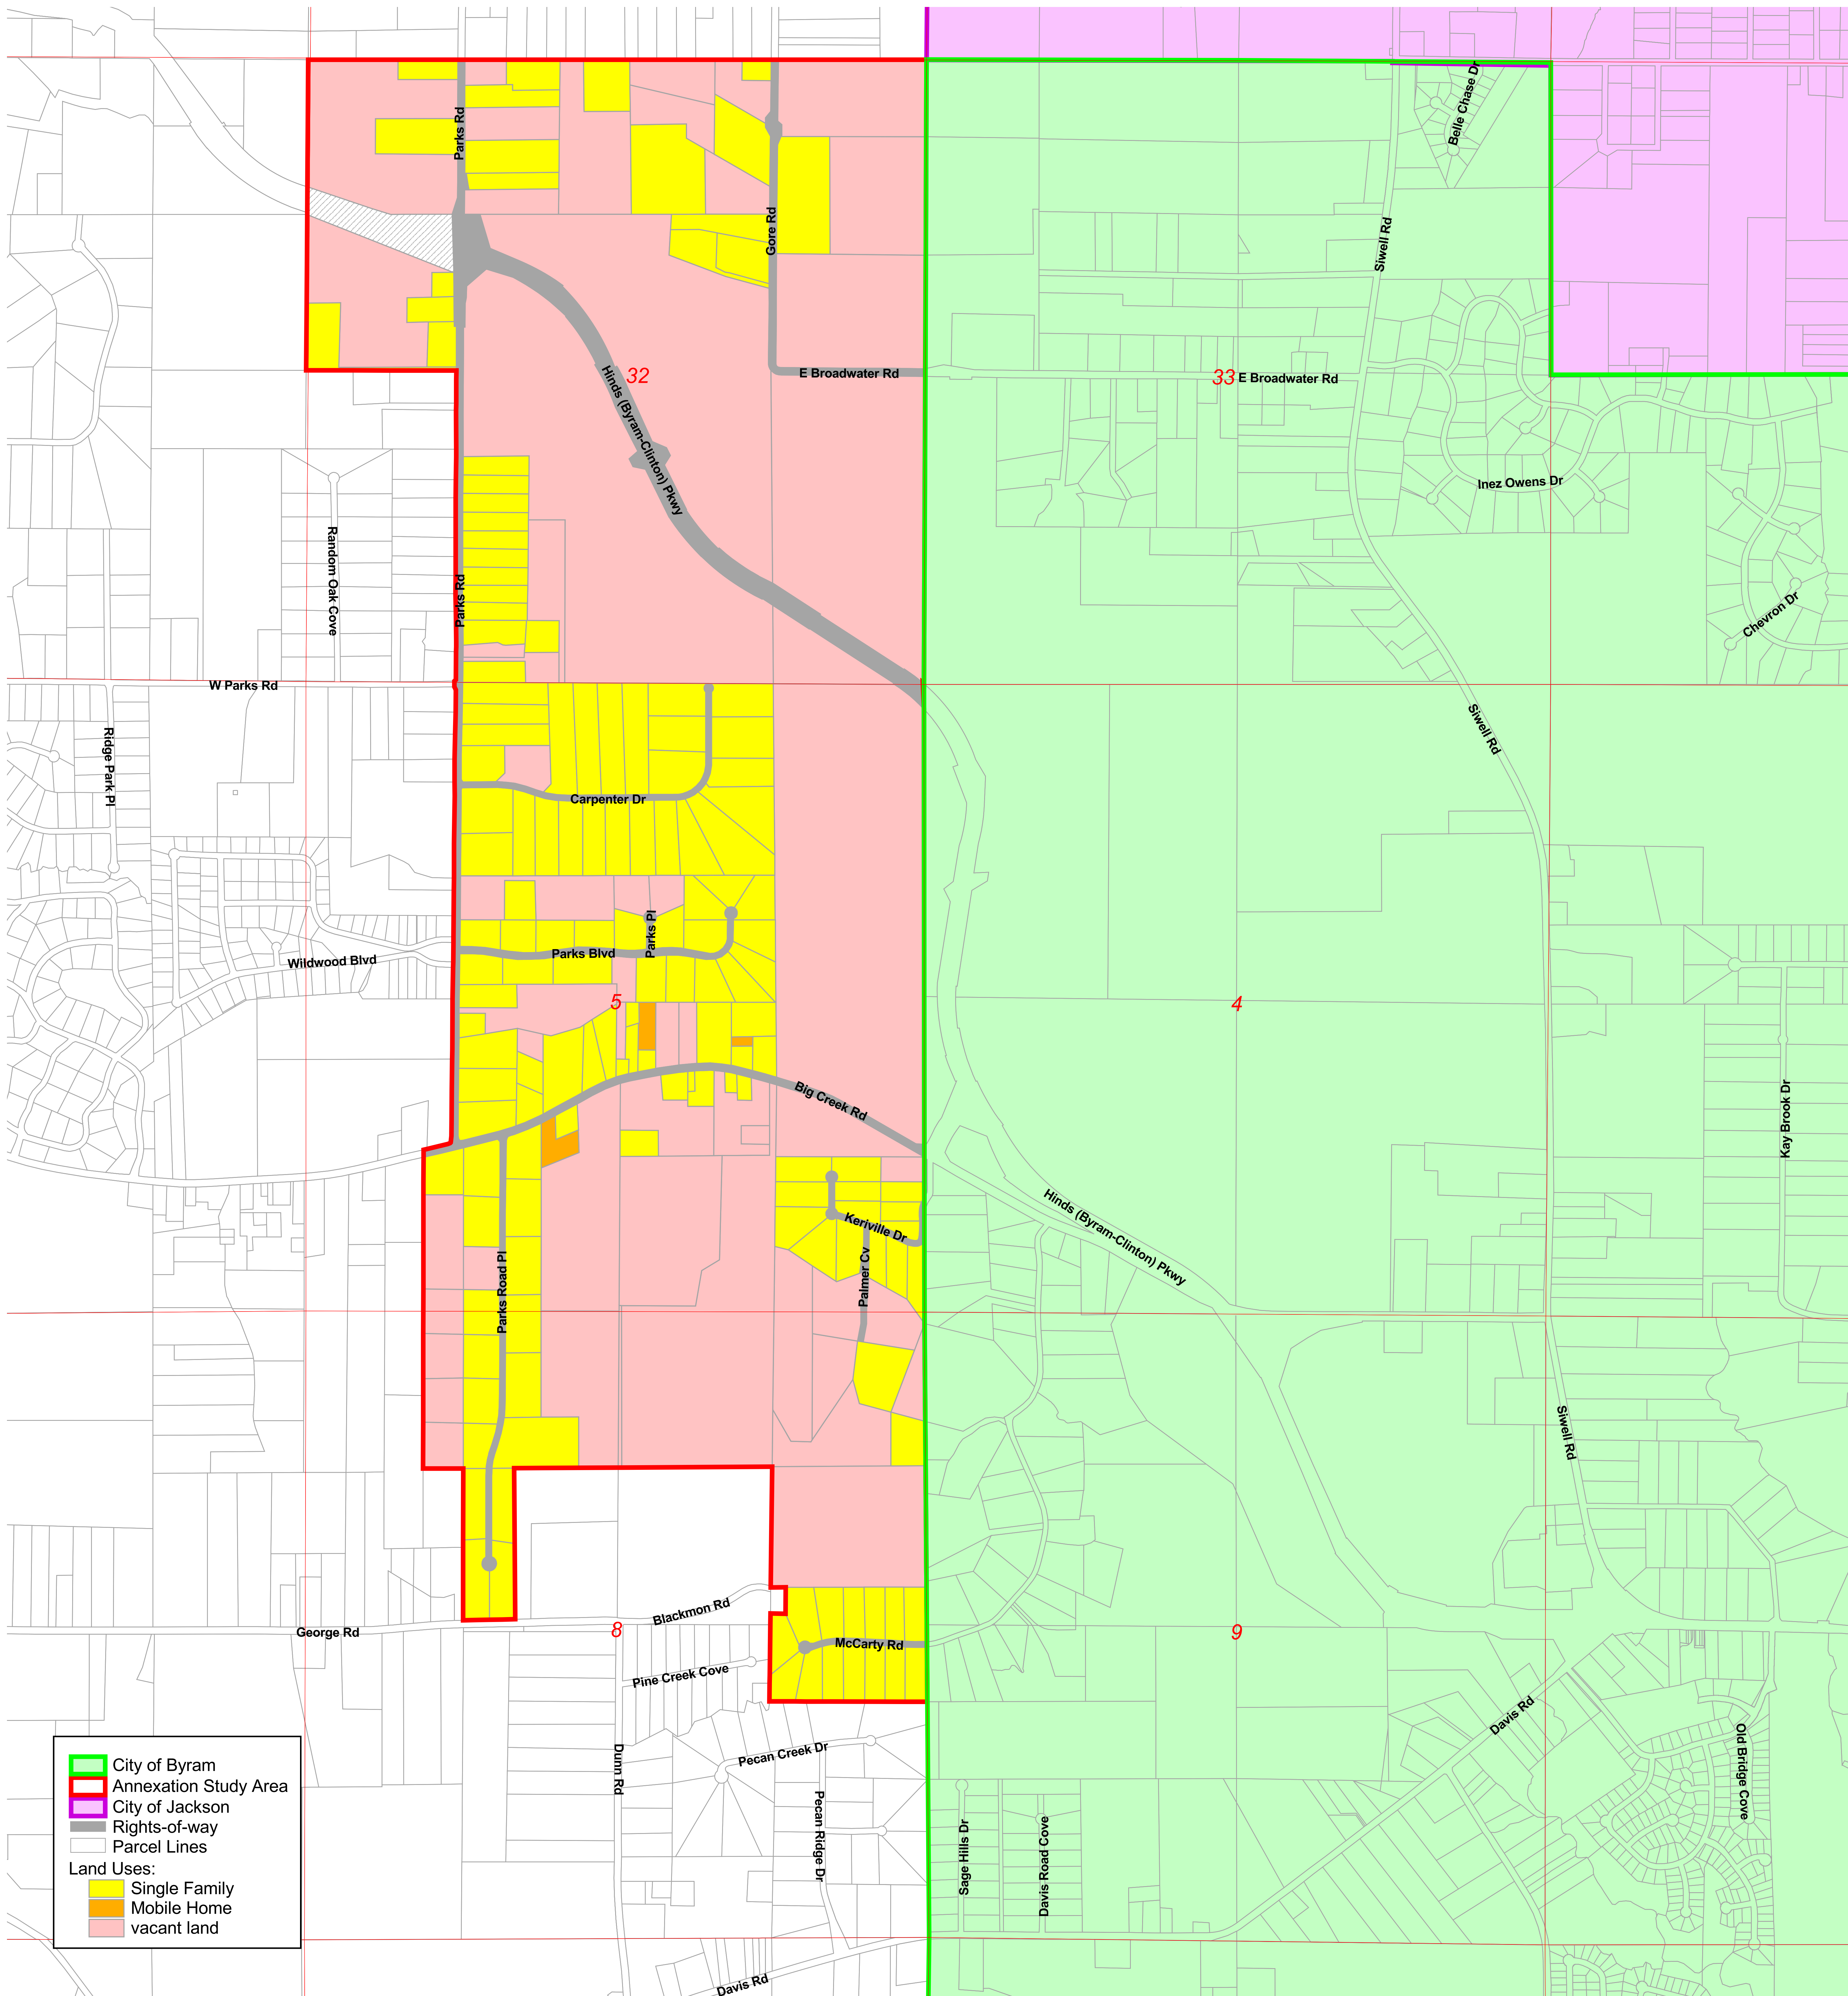 Belle Chase Dr
Parks Rd
Gore Rd
Siwell Rd
32
E Broadwater Rd
33
E Broadwater Rd
Hinds (Byram-Clinton) Pkwy
Inez Owens Dr
Random Oak Cove
Parks Rd
Chevron Dr
W Parks Rd
Siwell Rd
Ridge Park Pl
Carpenter Dr
Parks Pl
Parks Blvd
Wildwood Blvd
5
4
Big Creek Rd
Kay Brook Dr
Hinds (Byram-Clinton) Pkwy
Keriville Dr
Palmer Cv
Parks Road Pl
Siwell Rd
Blackmon Rd
George Rd
8
9
McCarty Rd
Pine Creek Cove
Davis Rd
Pecan Creek Dr
Dunn Rd
Old Bridge Cove
Pecan Ridge Dr
Sage Hills Dr
Davis Road Cove
Davis Rd
City of Byram
Annexation Study Area
City of Jackson
Rights-of-way
Parcel Lines
Land Uses:
Single Family
Mobile Home
vacant land